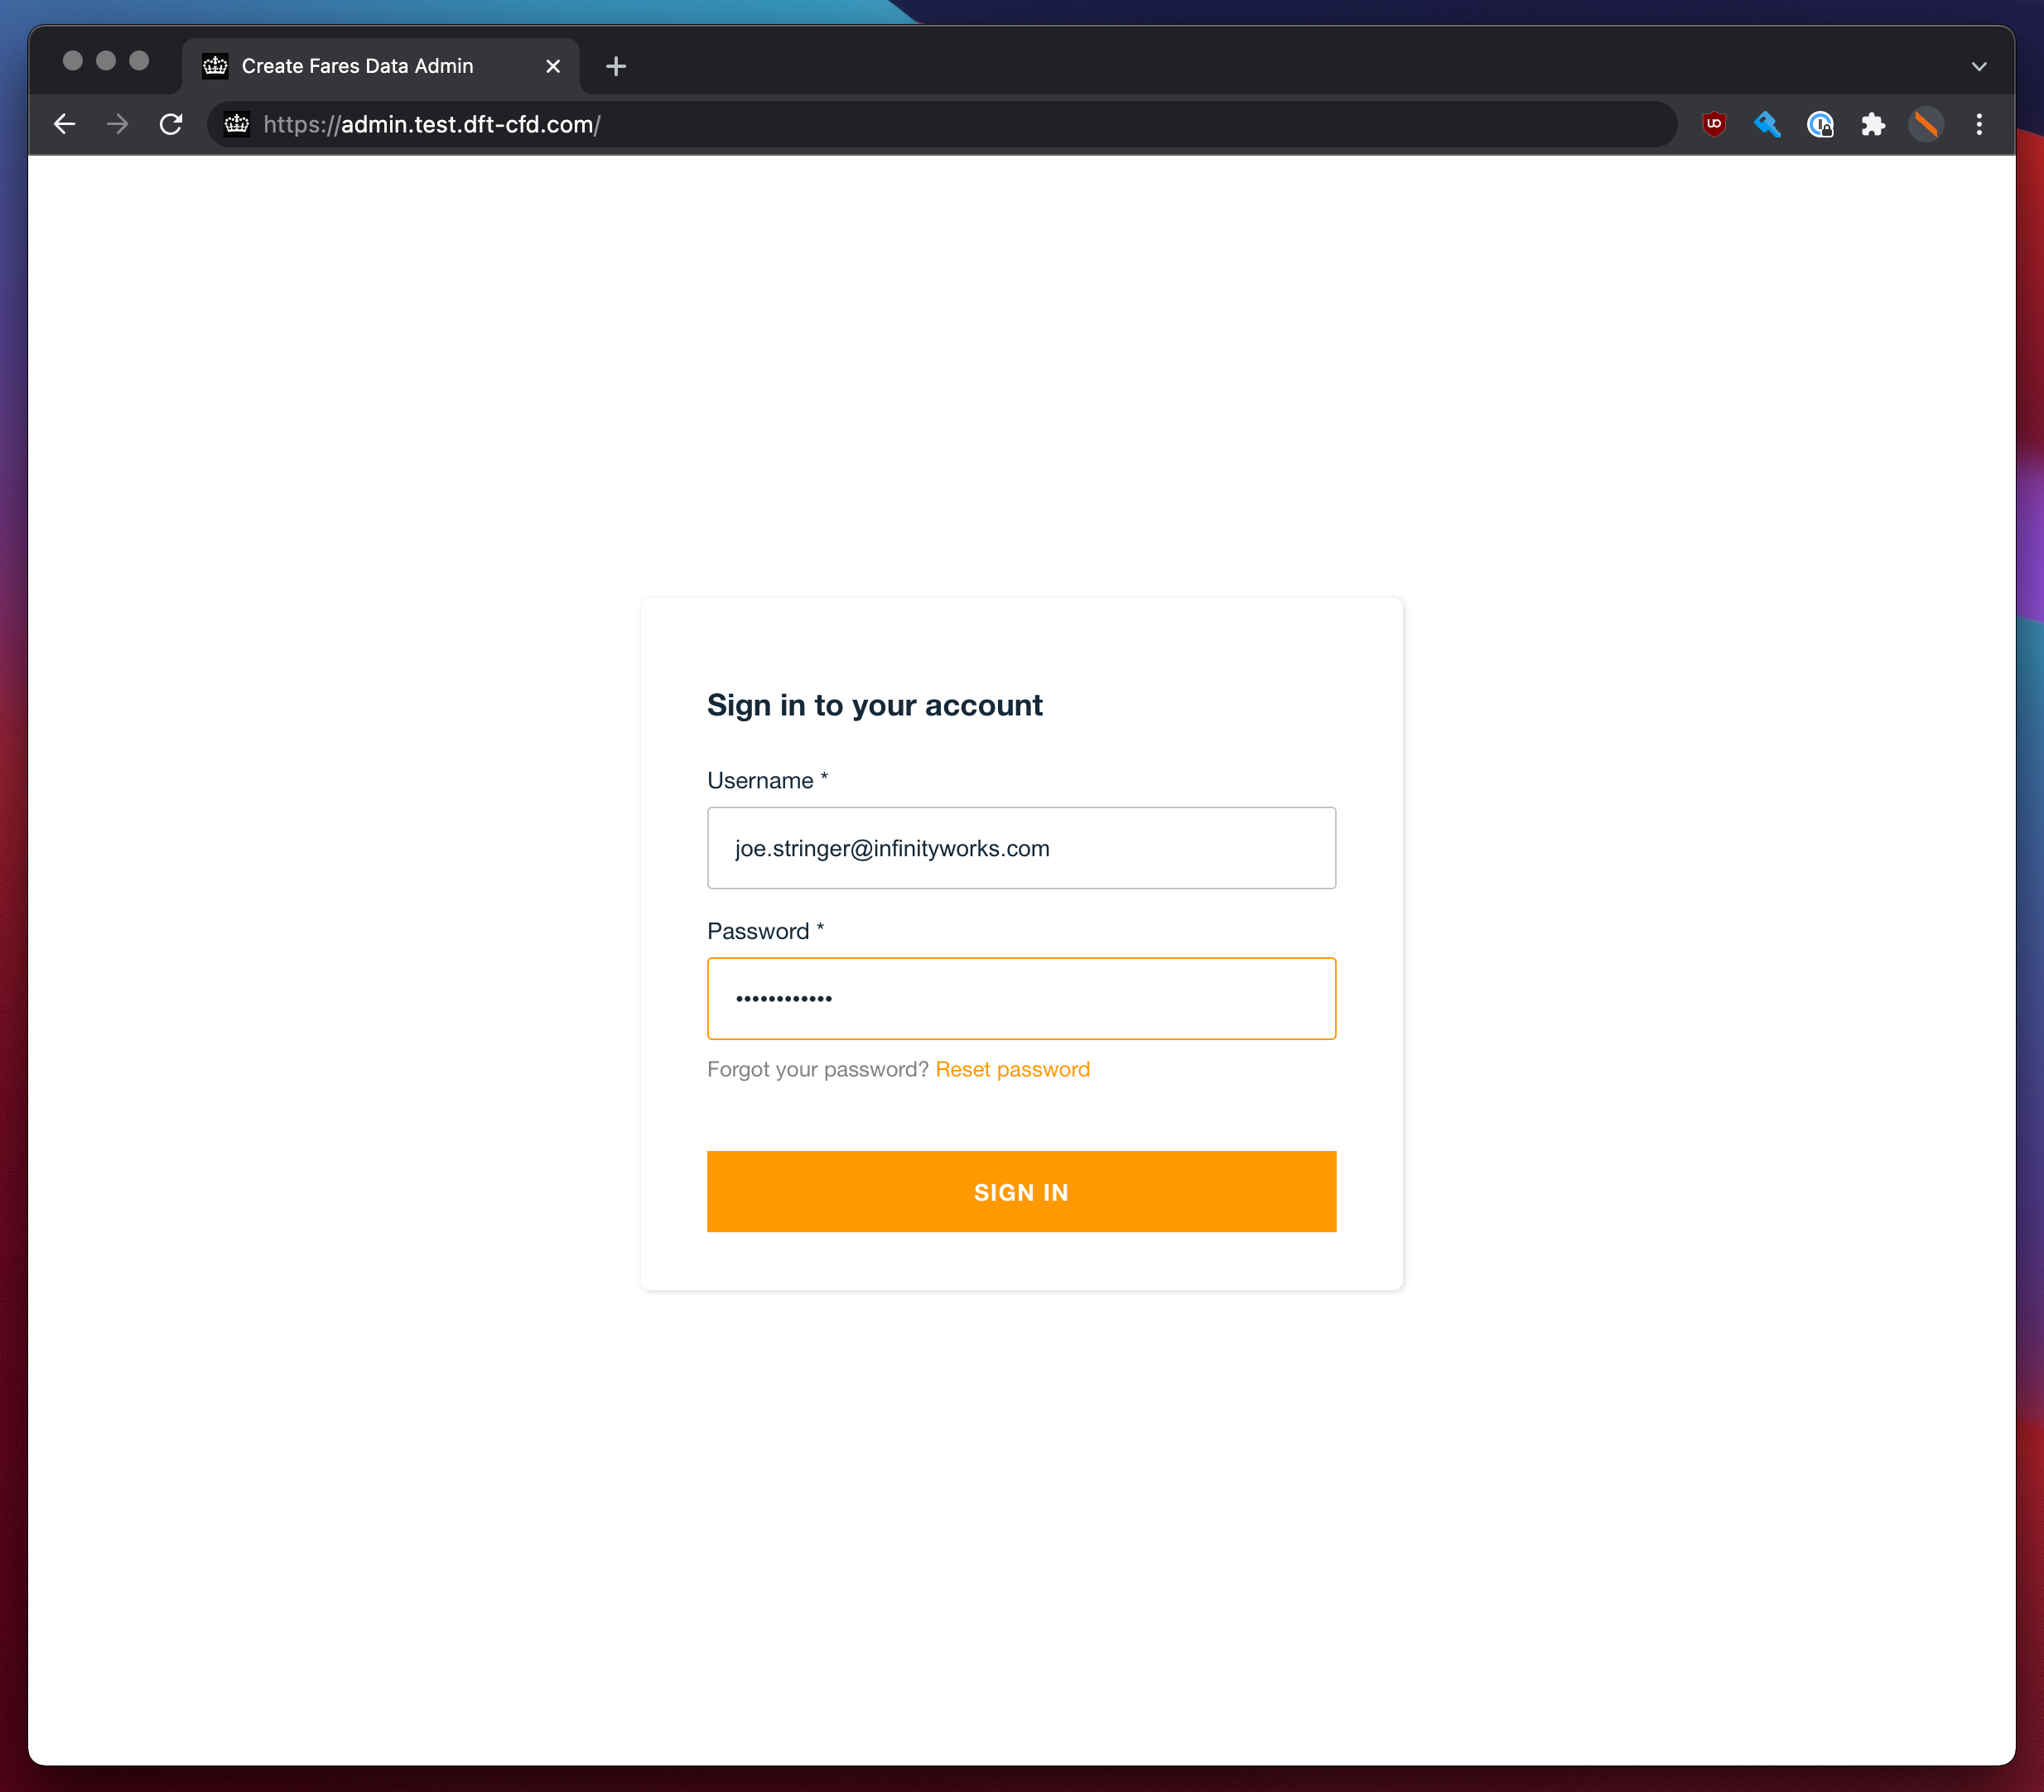 Create Fares Data Admin
https://admin.test.dft-cfd.com/
Sign in to your account
Username *
joe.stringer@infinityworks.com
Password *
••••••••••••
Forgot your password? Reset password
SIGN IN